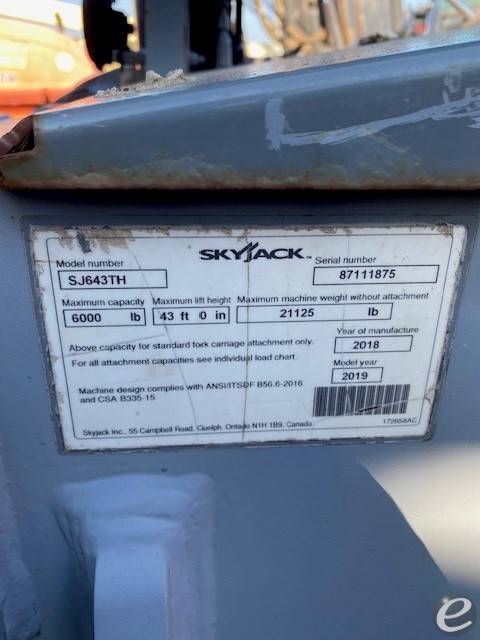 SKYJACK
Model number Serial number
SJ643TH 87111875
Maximum capacity Maximum lift height Maximum machine weight without attachment
6000 lb 43 ft 0 in 21125 lb
Above capacity for standard fork carriage attachment only.
For all attachment capacities see individual load chart.
Year of manufacture
2018
Model year
2019
Machine design complies with ANSI/ITSDF B56.6-2016
and CSA B335-15
Skyjack Inc., 55 Campbell Road, Guelph, Ontario N1H 1B9, Canada
172658AC
e